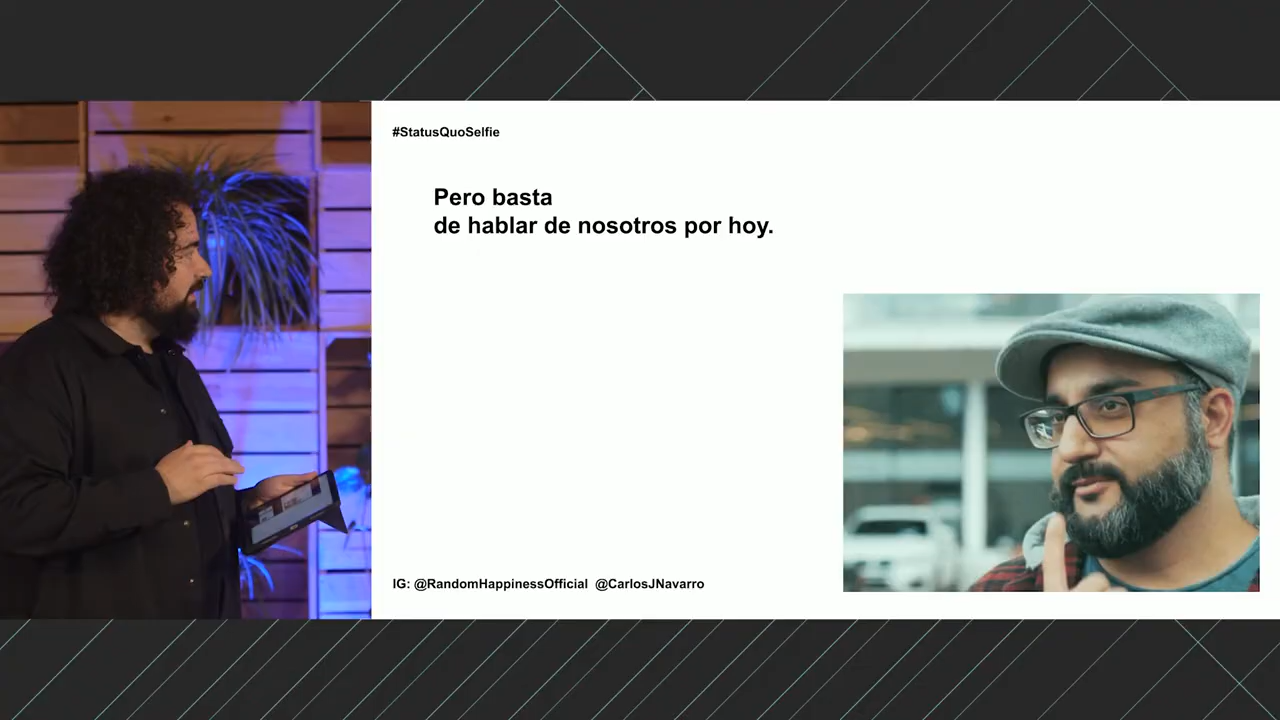 #StatusQuoSelfie
Pero basta
de hablar de nosotros por hoy.
IG: @RandomHappinessOfficial @CarlosJNavarro